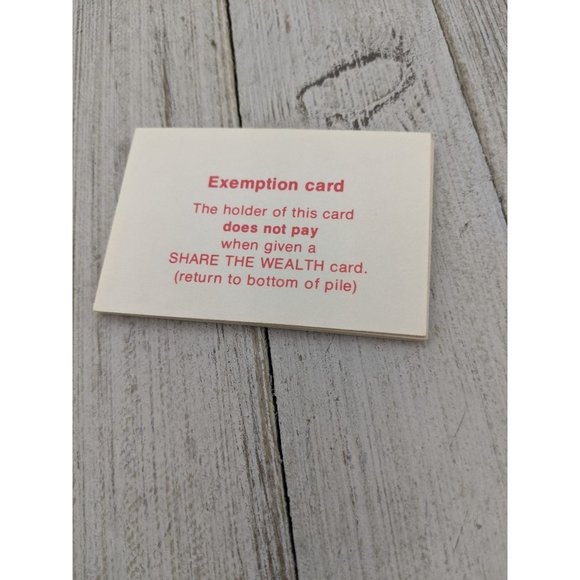 Exemption card
The holder of this card
does not pay
when given a
SHARE THE WEALTH card.
(return to bottom of pile)